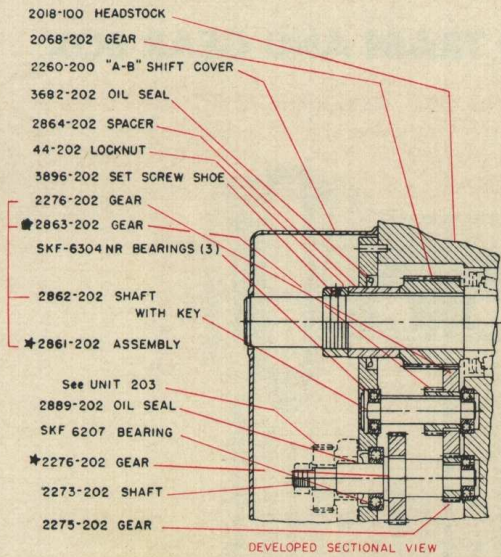 2018-100 HEADSTOCK
2068-202 GEAR
2260-200 "A-B" SHIFT COVER
3682-202 OIL SEAL
2864-202 SPACER
44-202 LOCKNUT
3896-202 SET SCREW SHOE
2276-202 GEAR
★2863-202 GEAR
SKF-6304 NR BEARINGS (3)
2862-202 SHAFT
WITH KEY
★2861-202 ASSEMBLY
See UNIT 203
2889-202 OIL SEAL
SKF 6207 BEARING
★2276-202 GEAR
2273-202 SHAFT
2275-202 GEAR
DEVELOPED SECTIONAL VIEW